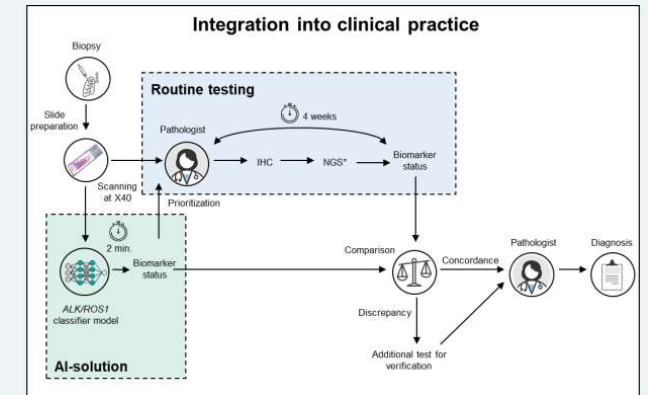 Integration into clinical practice
Biopsy
Slide
preparation
Routine testing
4 weeks
Pathologist
IHC
NGS*
Biomarker
status
Scanning
at X40
Prioritization
2 min.
Biomarker
status
ALK/ROS1
classifier model
AI-solution
Comparison
Concordance
Discrepancy
Additional test for
verification
Pathologist
Diagnosis